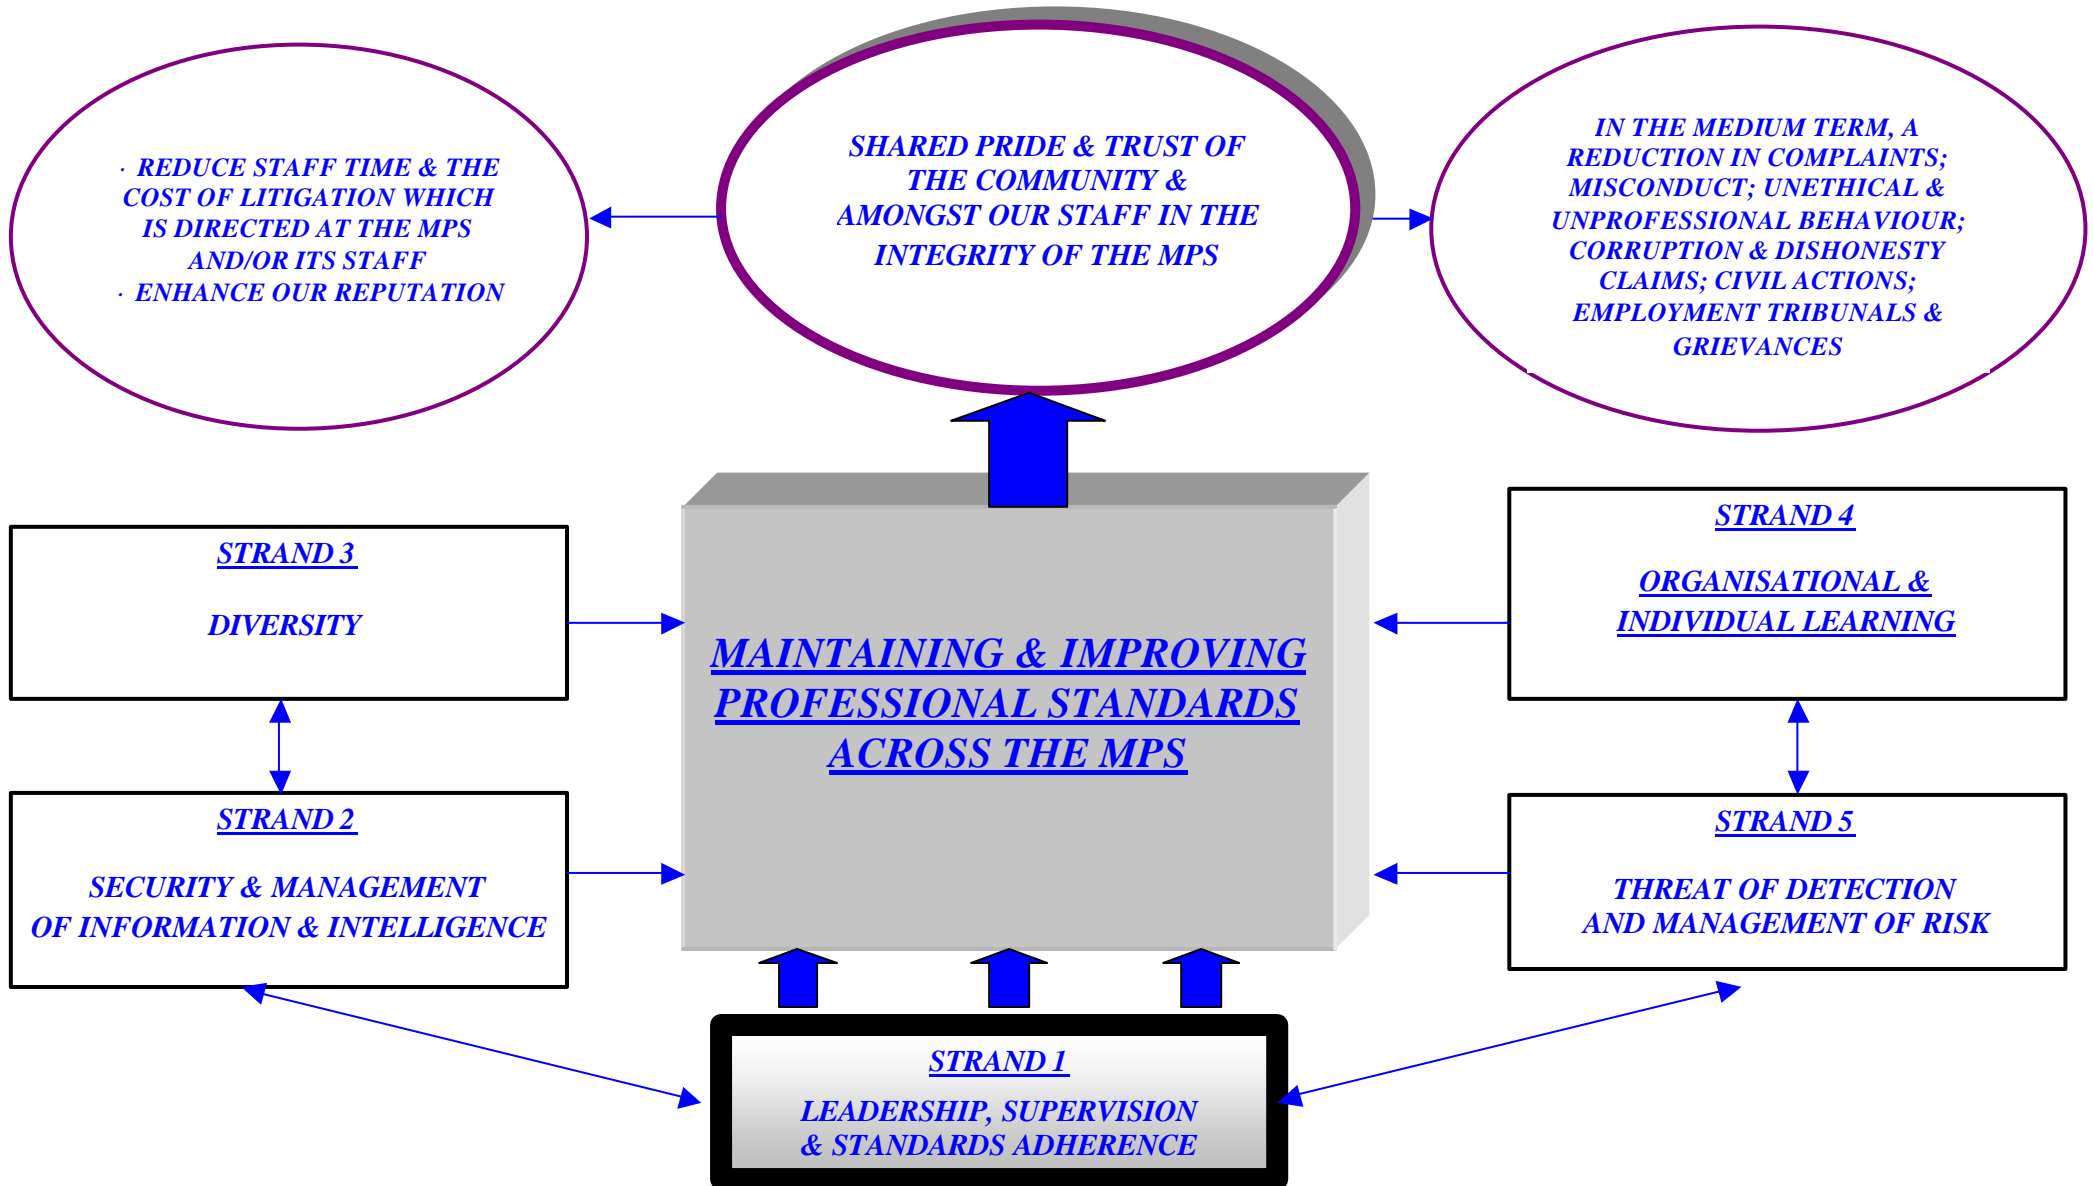 · REDUCE STAFF TIME & THE
COST OF LITIGATION WHICH
IS DIRECTED AT THE MPS
AND/OR ITS STAFF
· ENHANCE OUR REPUTATION
SHARED PRIDE & TRUST OF
THE COMMUNITY &
AMONGST OUR STAFF IN THE
INTEGRITY OF THE MPS
IN THE MEDIUM TERM, A
REDUCTION IN COMPLAINTS;
MISCONDUCT; UNETHICAL &
UNPROFESSIONAL BEHAVIOUR;
CORRUPTION & DISHONESTY
CLAIMS; CIVIL ACTIONS;
EMPLOYMENT TRIBUNALS &
GRIEVANCES
STRAND 3
DIVERSITY
MAINTAINING & IMPROVING
PROFESSIONAL STANDARDS
ACROSS THE MPS
STRAND 4
ORGANISATIONAL &
INDIVIDUAL LEARNING
STRAND 2
SECURITY & MANAGEMENT
OF INFORMATION & INTELLIGENCE
STRAND 5
THREAT OF DETECTION
AND MANAGEMENT OF RISK
STRAND 1
LEADERSHIP, SUPERVISION
& STANDARDS ADHERENCE